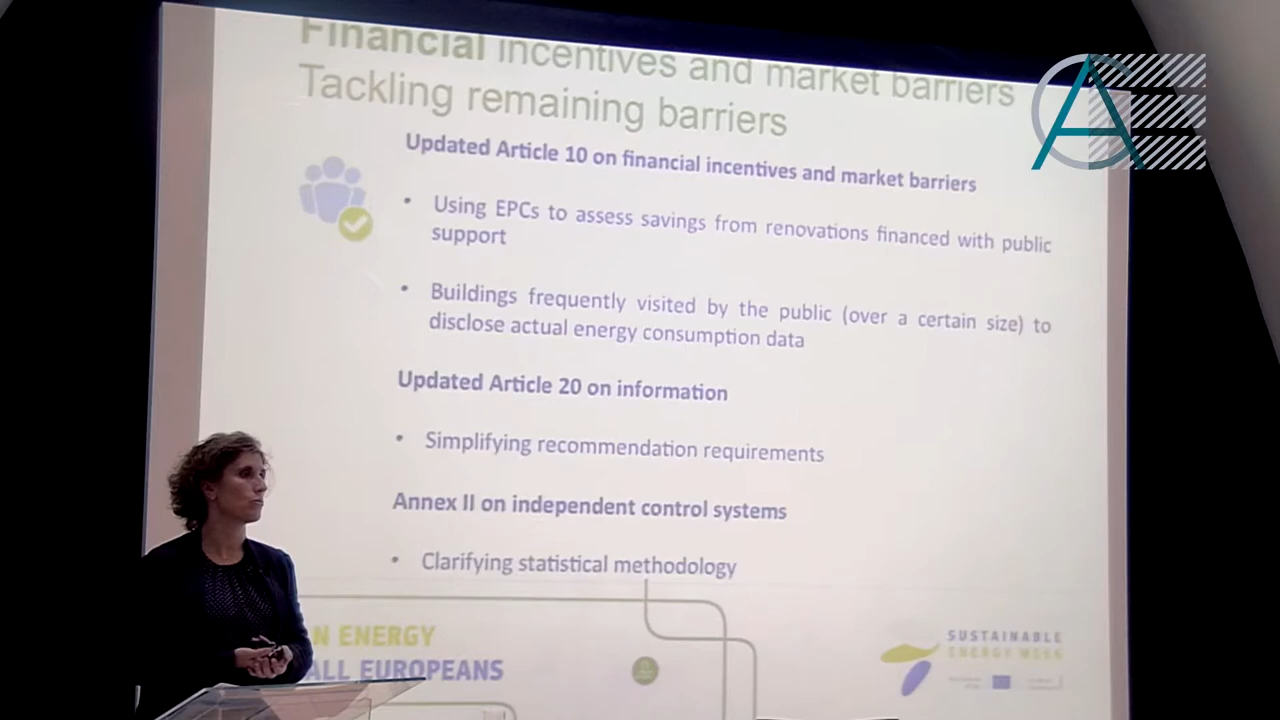 Financial incentives and market barriers
Tackling remaining barriers
Updated Article 10 on financial incentives and market barriers
• Using EPCs to assess savings from renovations financed with public
support
• Buildings frequently visited by the public (over a certain size) to
disclose actual energy consumption data
Updated Article 20 on information
• Simplifying recommendation requirements
Annex II on independent control systems
• Clarifying statistical methodology
N ENERGY
ALL EUROPEANS
SUSTAINABLE
ENERGY WEEK
ACE